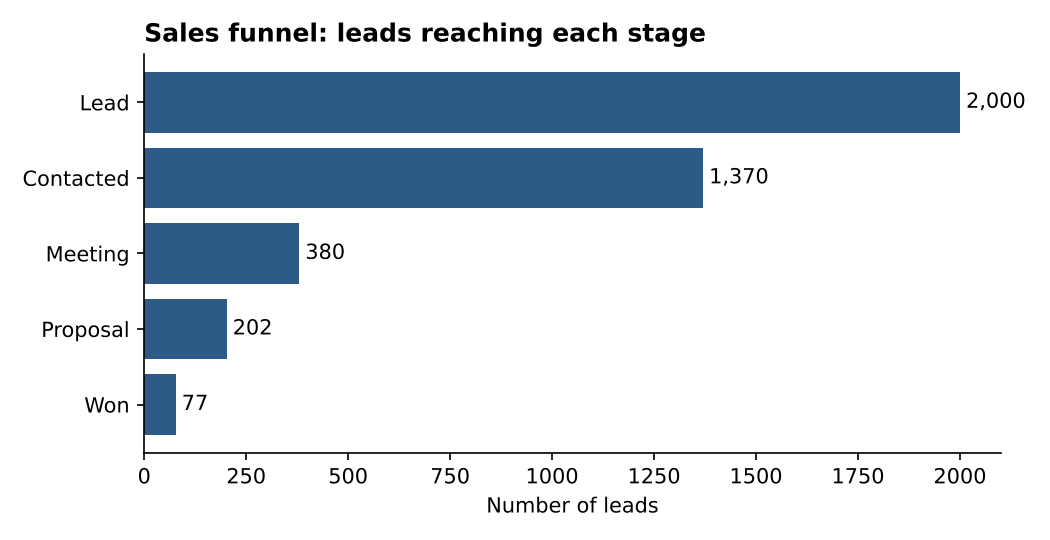 Sales funnel: leads reaching each stage
Lead 2,000
Contacted 1,370
Meeting 380
Proposal 202
Won 77
0 250 500 750 1000 1250 1500 1750 2000
Number of leads